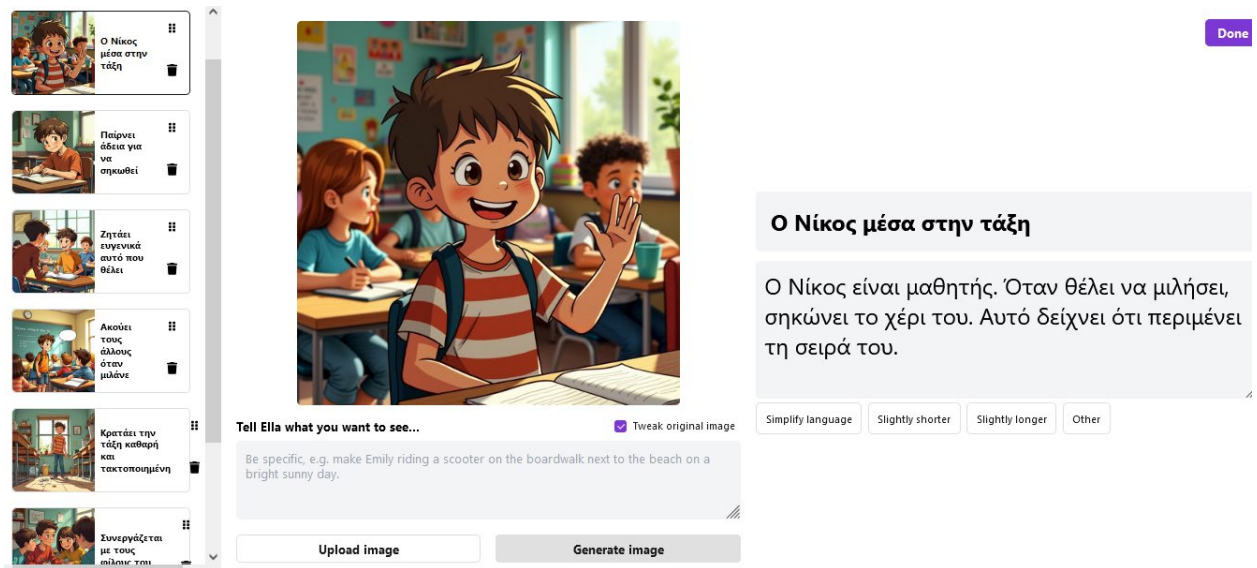 Ο Νίκος
μέσα στην
τάξη
Παίρνει
άδεια για
να
σηκωθεί
Ζητάει
ευγενικά
αυτό που
θέλει
Ακούει
τους
άλλους
όταν
μιλάνε
Κρατάει την
τάξη καθαρή
και
τακτοποιημένη
Συνεργάζεται
με τους
φίλους του
Tell Ella what you want to see...
Tweak original image
Be specific, e.g. make Emily riding a scooter on the boardwalk next to the beach on a
bright sunny day.
Upload image
Generate image
Done
Ο Νίκος μέσα στην τάξη
Ο Νίκος είναι μαθητής. Όταν θέλει να μιλήσει,
σηκώνει το χέρι του. Αυτό δείχνει ότι περιμένει
τη σειρά του.
Simplify language
Slightly shorter
Slightly longer
Other